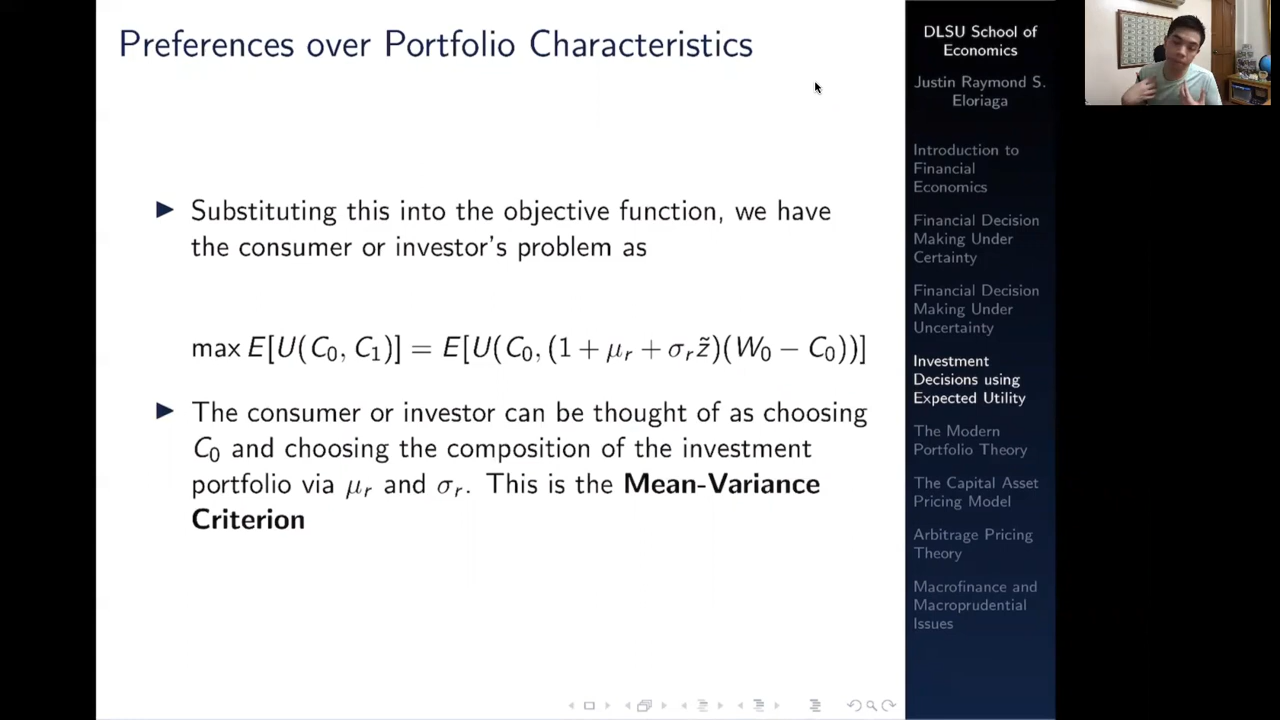 Preferences over Portfolio Characteristics
▶ Substituting this into the objective function, we have
the consumer or investor's problem as
max E[U(C₀, C₁)] = E[U(C₀, (1 + μᵣ + σᵣz̃)(W₀ − C₀))]
▶ The consumer or investor can be thought of as choosing
C₀ and choosing the composition of the investment
portfolio via μᵣ and σᵣ. This is the Mean-Variance
Criterion
DLSU School of
Economics
Justin Raymond S.
Eloriaga
Introduction to
Financial
Economics
Financial Decision
Making Under
Certainty
Financial Decision
Making Under
Uncertainty
Investment
Decisions using
Expected Utility
The Modern
Portfolio Theory
The Capital Asset
Pricing Model
Arbitrage Pricing
Theory
Macrofinance and
Macroprudential
Issues